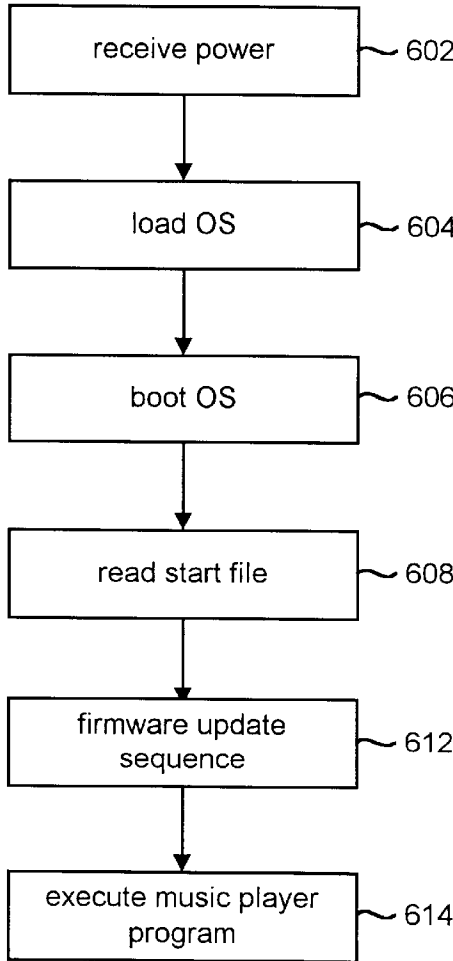 receive power 602
load OS 604
boot OS 606
read start file 608
firmware update
sequence 612
execute music player
program 614